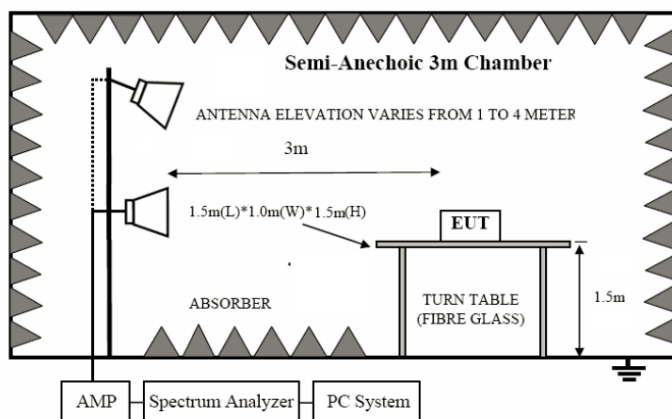 Semi-Anechoic 3m Chamber
ANTENNA ELEVATION VARIES FROM 1 TO 4 METER
3m
1.5m(L)*1.0m(W)*1.5m(H)
EUT
ABSORBER
TURN TABLE
(FIBRE GLASS)
1.5m
AMP
Spectrum Analyzer
PC System